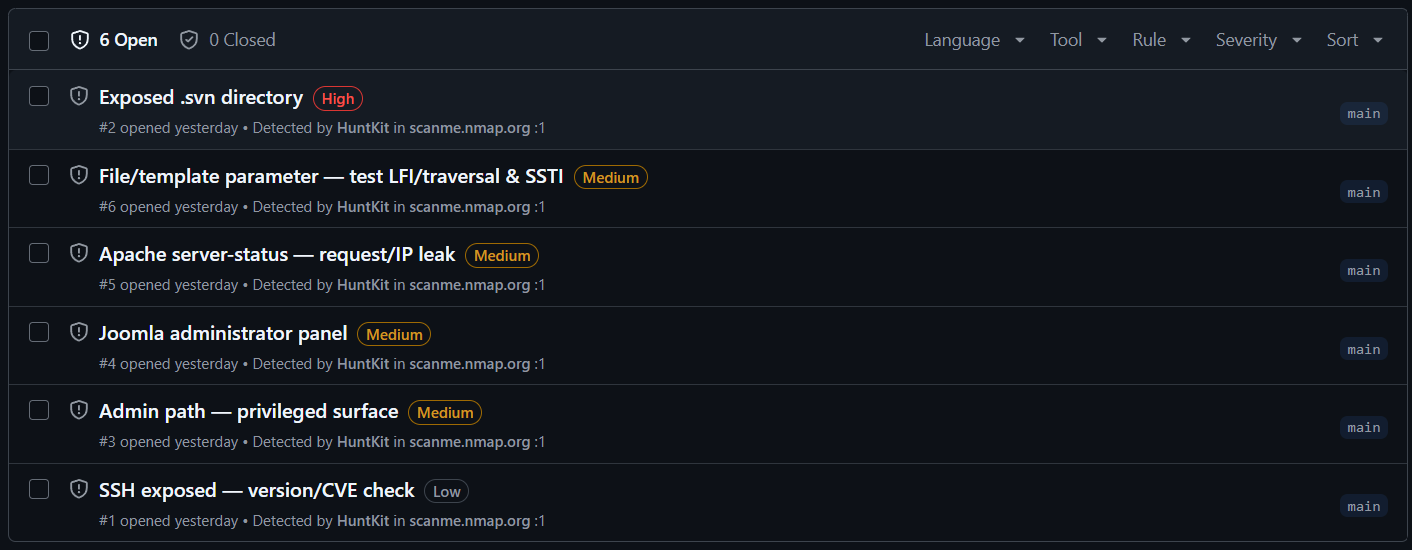 6 Open 0 Closed Language Tool Rule Severity Sort
Exposed .svn directory High
#2 opened yesterday • Detected by HuntKit in scanme.nmap.org :1
main
File/template parameter — test LFI/traversal & SSTI Medium
#6 opened yesterday • Detected by HuntKit in scanme.nmap.org :1
main
Apache server-status — request/IP leak Medium
#5 opened yesterday • Detected by HuntKit in scanme.nmap.org :1
main
Joomla administrator panel Medium
#4 opened yesterday • Detected by HuntKit in scanme.nmap.org :1
main
Admin path — privileged surface Medium
#3 opened yesterday • Detected by HuntKit in scanme.nmap.org :1
main
SSH exposed — version/CVE check Low
#1 opened yesterday • Detected by HuntKit in scanme.nmap.org :1
main